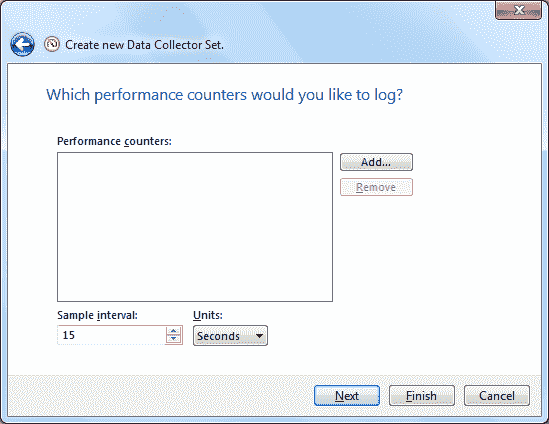 Create new Data Collector Set.
Which performance counters would you like to log?
Performance counters:
Add...
Remove
Sample interval:
Units:
15
Seconds
Next
Finish
Cancel